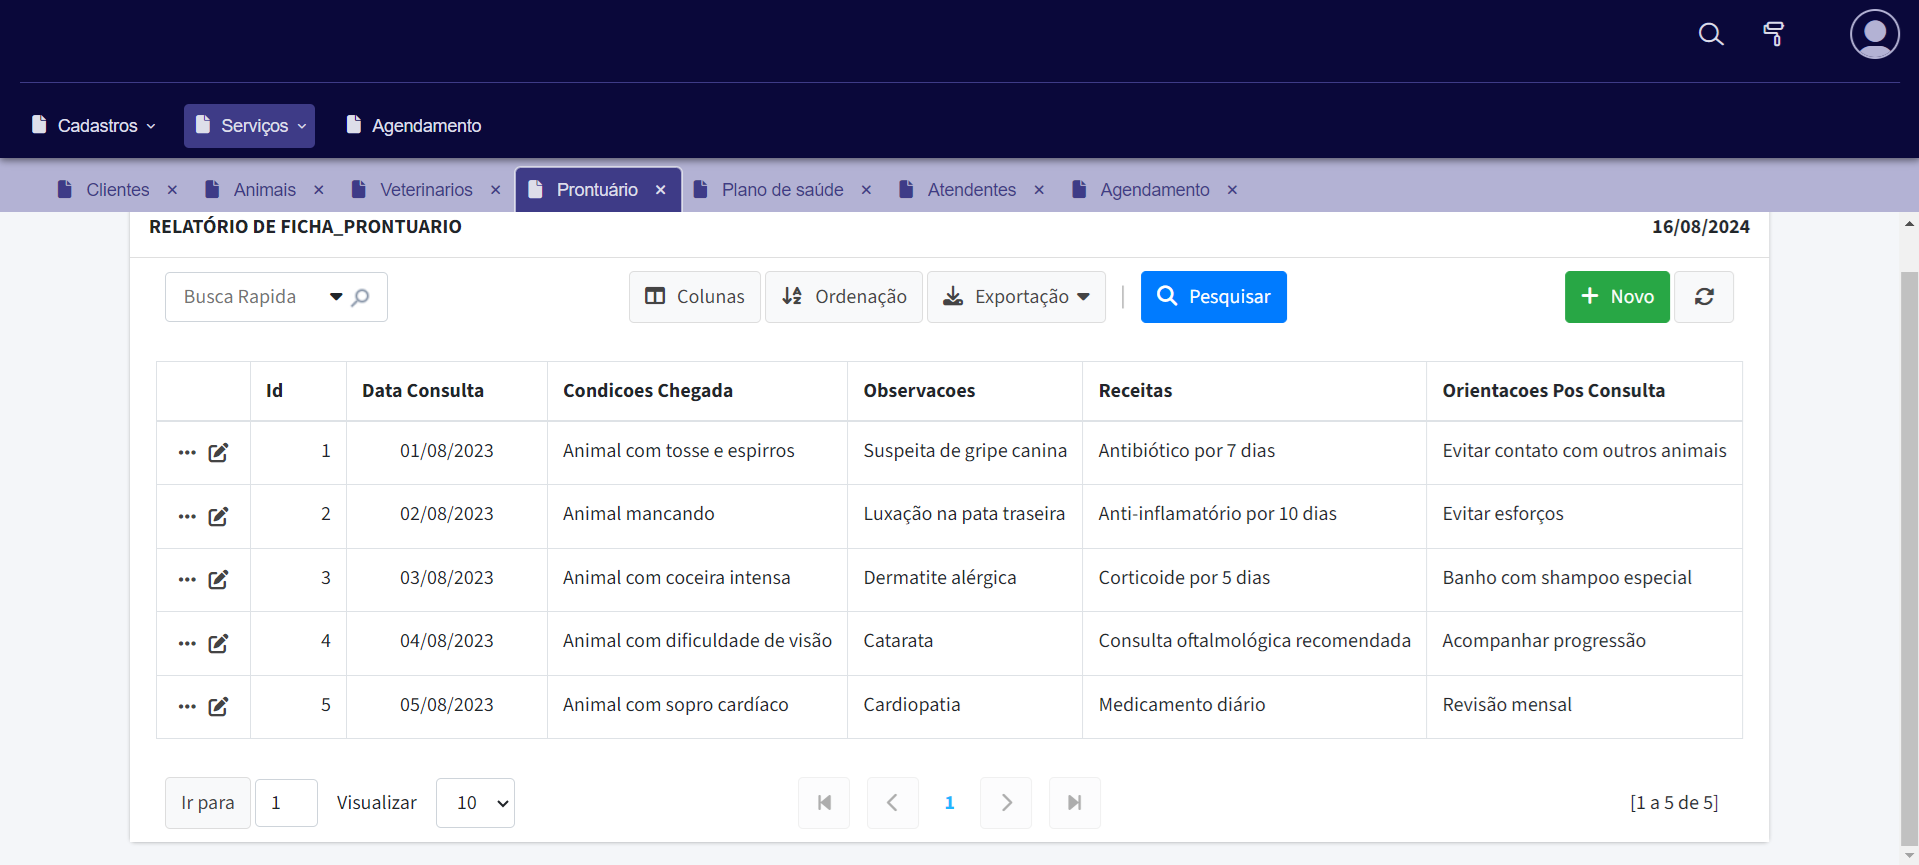 Cadastros Serviços Agendamento
Clientes Animais Veterinarios Prontuário Plano de saúde Atendentes Agendamento
RELATÓRIO DE FICHA_PRONTUARIO 16/08/2024
Busca Rapida Colunas Ordenação Exportação Pesquisar Novo
Id Data Consulta Condicoes Chegada Observacoes Receitas Orientacoes Pos Consulta
1 01/08/2023 Animal com tosse e espirros Suspeita de gripe canina Antibiótico por 7 dias Evitar contato com outros animais
2 02/08/2023 Animal mancando Luxação na pata traseira Anti-inflamatório por 10 dias Evitar esforços
3 03/08/2023 Animal com coceira intensa Dermatite alérgica Corticoide por 5 dias Banho com shampoo especial
4 04/08/2023 Animal com dificuldade de visão Catarata Consulta oftalmológica recomendada Acompanhar progressão
5 05/08/2023 Animal com sopro cardíaco Cardiopatia Medicamento diário Revisão mensal
Ir para 1 Visualizar 10 1 [1 a 5 de 5]